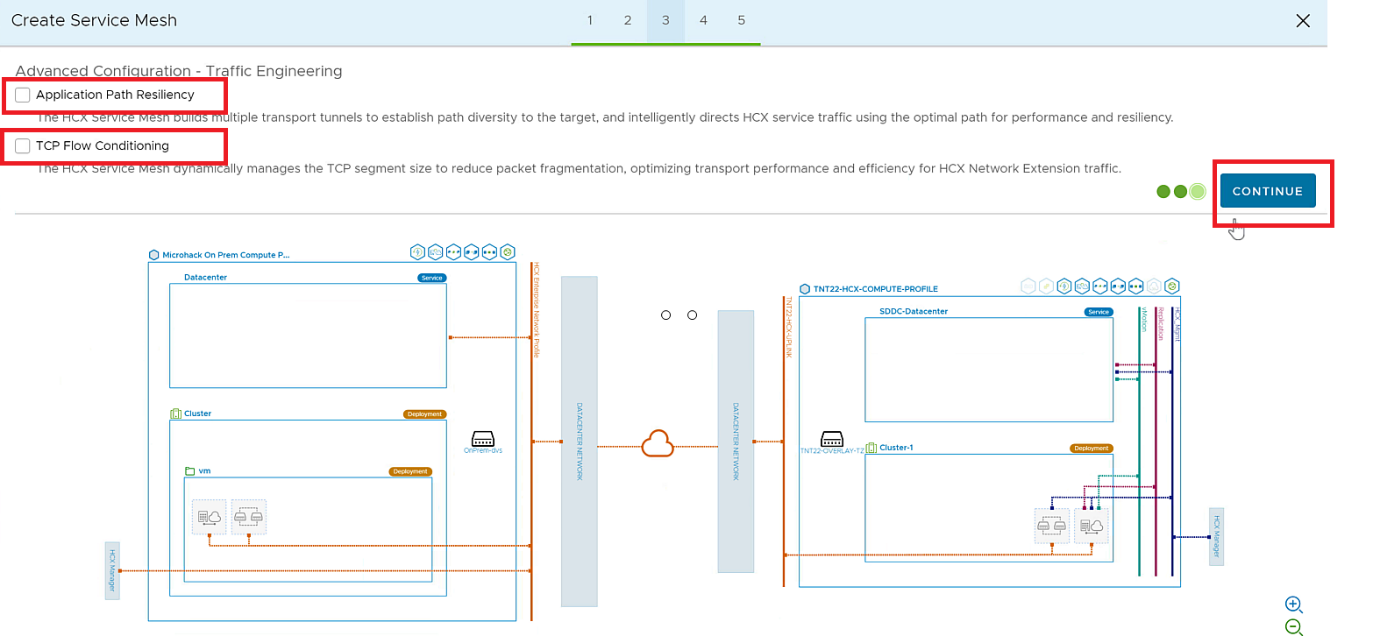 Create Service Mesh
1 2 3 4 5
Advanced Configuration - Traffic Engineering
Application Path Resiliency
The HCX Service Mesh builds multiple transport tunnels to establish path diversity to the target, and intelligently directs HCX service traffic using the optimal path for performance and resiliency.
TCP Flow Conditioning
The HCX Service Mesh dynamically manages the TCP segment size to reduce packet fragmentation, optimizing transport performance and efficiency for HCX Network Extension traffic.
CONTINUE
Microhack On Prem Compute P...
Datacenter
Service
HCX Enterprise Network Profile
Cluster
Deployment
vm
Deployment
OnPrem-dvs
HCX Manager
DATACENTER NETWORK
DATACENTER NETWORK
TNT22-HCX-UPLINK
TNT22-HCX-COMPUTE-PROFILE
SDDC-Datacenter
Service
vMotion
Replication
HCX_Mgmt
TNT22-OVERLAY-TZ
Cluster-1
Deployment
HCX Manager